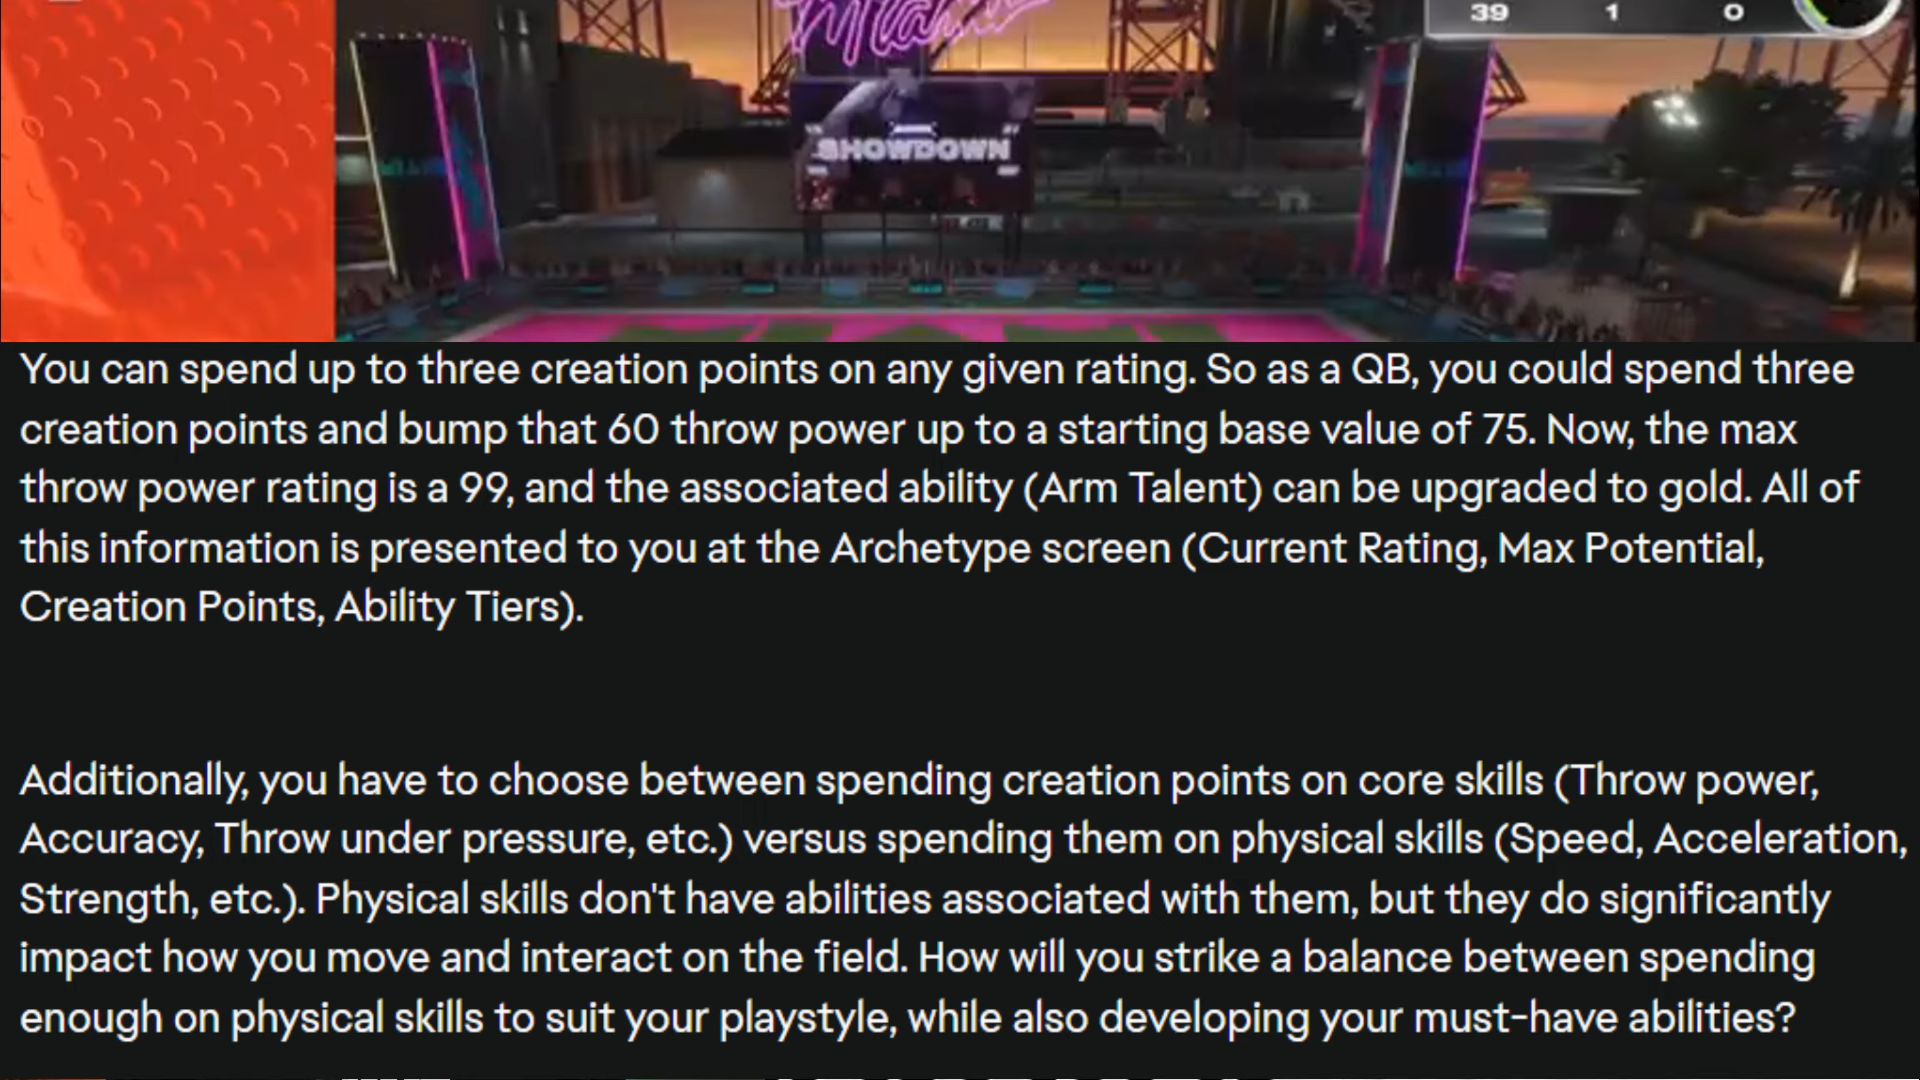 39 1 0
Miami
SHOWDOWN
You can spend up to three creation points on any given rating. So as a QB, you could spend three
creation points and bump that 60 throw power up to a starting base value of 75. Now, the max
throw power rating is a 99, and the associated ability (Arm Talent) can be upgraded to gold. All of
this information is presented to you at the Archetype screen (Current Rating, Max Potential,
Creation Points, Ability Tiers).
Additionally, you have to choose between spending creation points on core skills (Throw power,
Accuracy, Throw under pressure, etc.) versus spending them on physical skills (Speed, Acceleration,
Strength, etc.). Physical skills don't have abilities associated with them, but they do significantly
impact how you move and interact on the field. How will you strike a balance between spending
enough on physical skills to suit your playstyle, while also developing your must-have abilities?